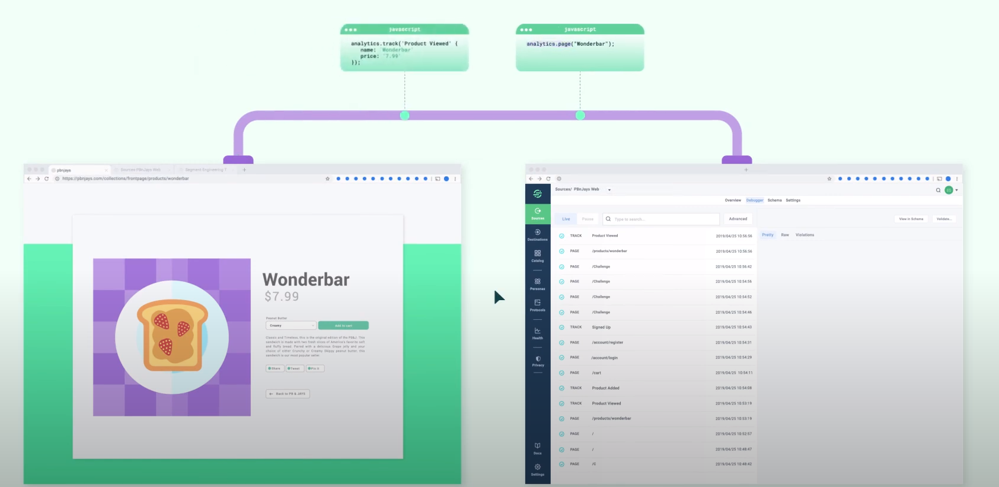 javascript
analytics.track('Product Viewed' {
name: 'Wonderbar'
price: '7.99'
});
javascript
analytics.page("Wonderbar");
pbnjays
Sources PBnJays Web
Segment Engineering
https://pbnjays.com/collections/frontpage/products/wonderbar
Wonderbar
$7.99
Peanut Butter
Creamy
Add to cart
Classic and Timeless, this is the original edition of the PB&J. This
sandwich is made with two fresh slices of America's favorite soft
and fluffy bread. Paired with a delicious Grape jelly and your
choice of either Crunchy or Creamy Skippy peanut butter, this
sandwich is our most popular seller.
Share
Tweet
Pin it
← Back to PB & JAYS
Sources/ PBnJays Web
Overview Debugger Schema Settings
Sources
Destinations
Catalog
Personas
Protocols
Health
Privacy
Docs
Settings
Live
Pause
Type to search...
Advanced
View in Schema
Validate...
Pretty Raw Violations
TRACK Product Viewed 2019/04/25 10:56:56
PAGE /products/wonderbar 2019/04/25 10:56:56
PAGE /Challenge 2019/04/25 10:56:42
PAGE /Challenge 2019/04/25 10:54:56
PAGE /Challenge 2019/04/25 10:54:52
PAGE /Challenge 2019/04/25 10:54:46
TRACK Signed Up 2019/04/25 10:54:43
PAGE /account/register 2019/04/25 10:54:31
PAGE /account/login 2019/04/25 10:54:29
PAGE /cart 2019/04/25 10:54:11
TRACK Product Added 2019/04/25 10:54:08
TRACK Product Viewed 2019/04/25 10:53:19
PAGE /products/wonderbar 2019/04/25 10:53:19
PAGE / 2019/04/25 10:52:57
PAGE / 2019/04/25 10:48:47
PAGE /C 2019/04/25 10:48:42